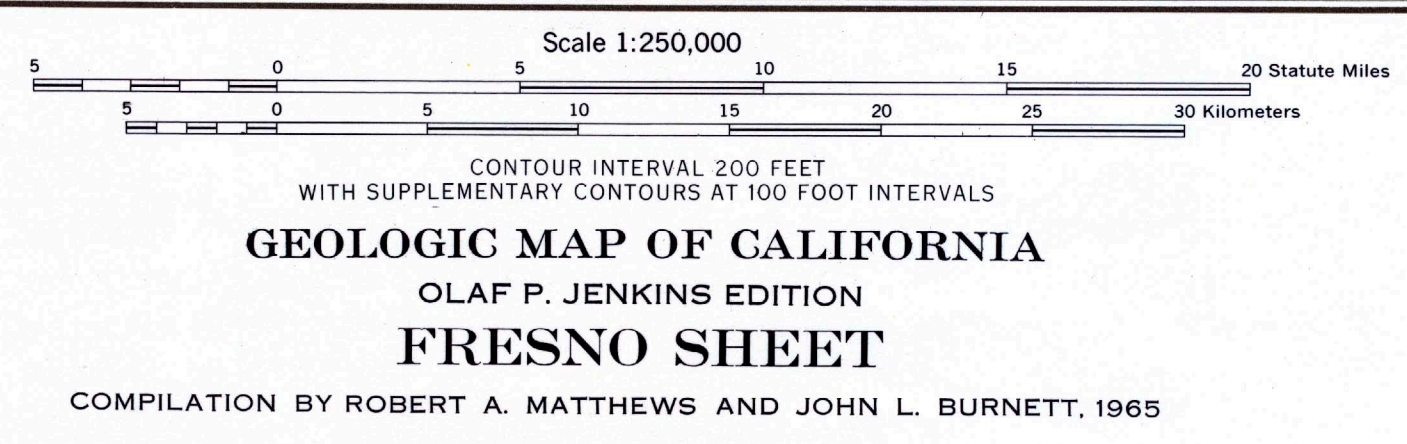 Scale 1:250,000
5 0 5 10 15 20 Statute Miles
5 0 5 10 15 20 25 30 Kilometers
CONTOUR INTERVAL 200 FEET
WITH SUPPLEMENTARY CONTOURS AT 100 FOOT INTERVALS
GEOLOGIC MAP OF CALIFORNIA
OLAF P. JENKINS EDITION
FRESNO SHEET
COMPILATION BY ROBERT A. MATTHEWS AND JOHN L. BURNETT, 1965